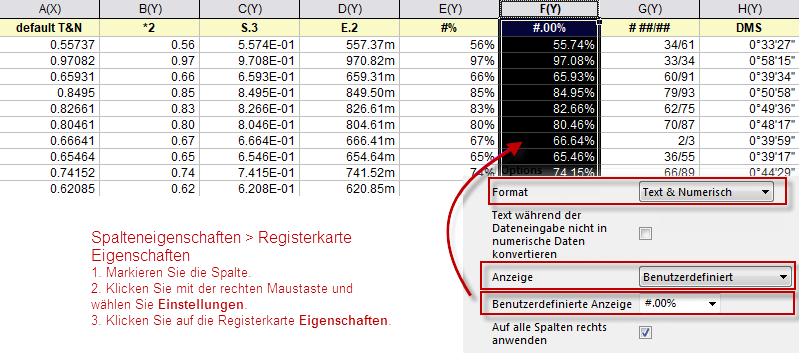 A(X) B(Y) C(Y) D(Y) E(Y) F(Y) G(Y) H(Y)
default T&N *2 S.3 E.2 #% #.00% # ##/## DMS
0.55737 0.56 5.574E-01 557.37m 56% 55.74% 34/61 0°33'27"
0.97082 0.97 9.708E-01 970.82m 97% 97.08% 33/34 0°58'15"
0.65931 0.66 6.593E-01 659.31m 66% 65.93% 60/91 0°39'34"
0.8495 0.85 8.495E-01 849.50m 85% 84.95% 79/93 0°50'58"
0.82661 0.83 8.266E-01 826.61m 83% 82.66% 62/75 0°49'36"
0.80461 0.80 8.046E-01 804.61m 80% 80.46% 70/87 0°48'17"
0.66641 0.67 6.664E-01 666.41m 67% 66.64% 2/3 0°39'59"
0.65464 0.65 6.546E-01 654.64m 65% 65.46% 36/55 0°39'17"
0.74152 0.74 7.415E-01 741.52m 74% 74.15% 66/89 0°44'29"
0.62085 0.62 6.208E-01 620.85m
Options
Format Text & Numerisch
Text während der
Dateneingabe nicht in
numerische Daten
konvertieren
Anzeige Benutzerdefiniert
Benutzerdefinierte Anzeige #.00%
Auf alle Spalten rechts
anwenden
Spalteneigenschaften > Registerkarte
Eigenschaften
1. Markieren Sie die Spalte.
2. Klicken Sie mit der rechten Maustaste und
wählen Sie Einstellungen.
3. Klicken Sie auf die Registerkarte Eigenschaften.